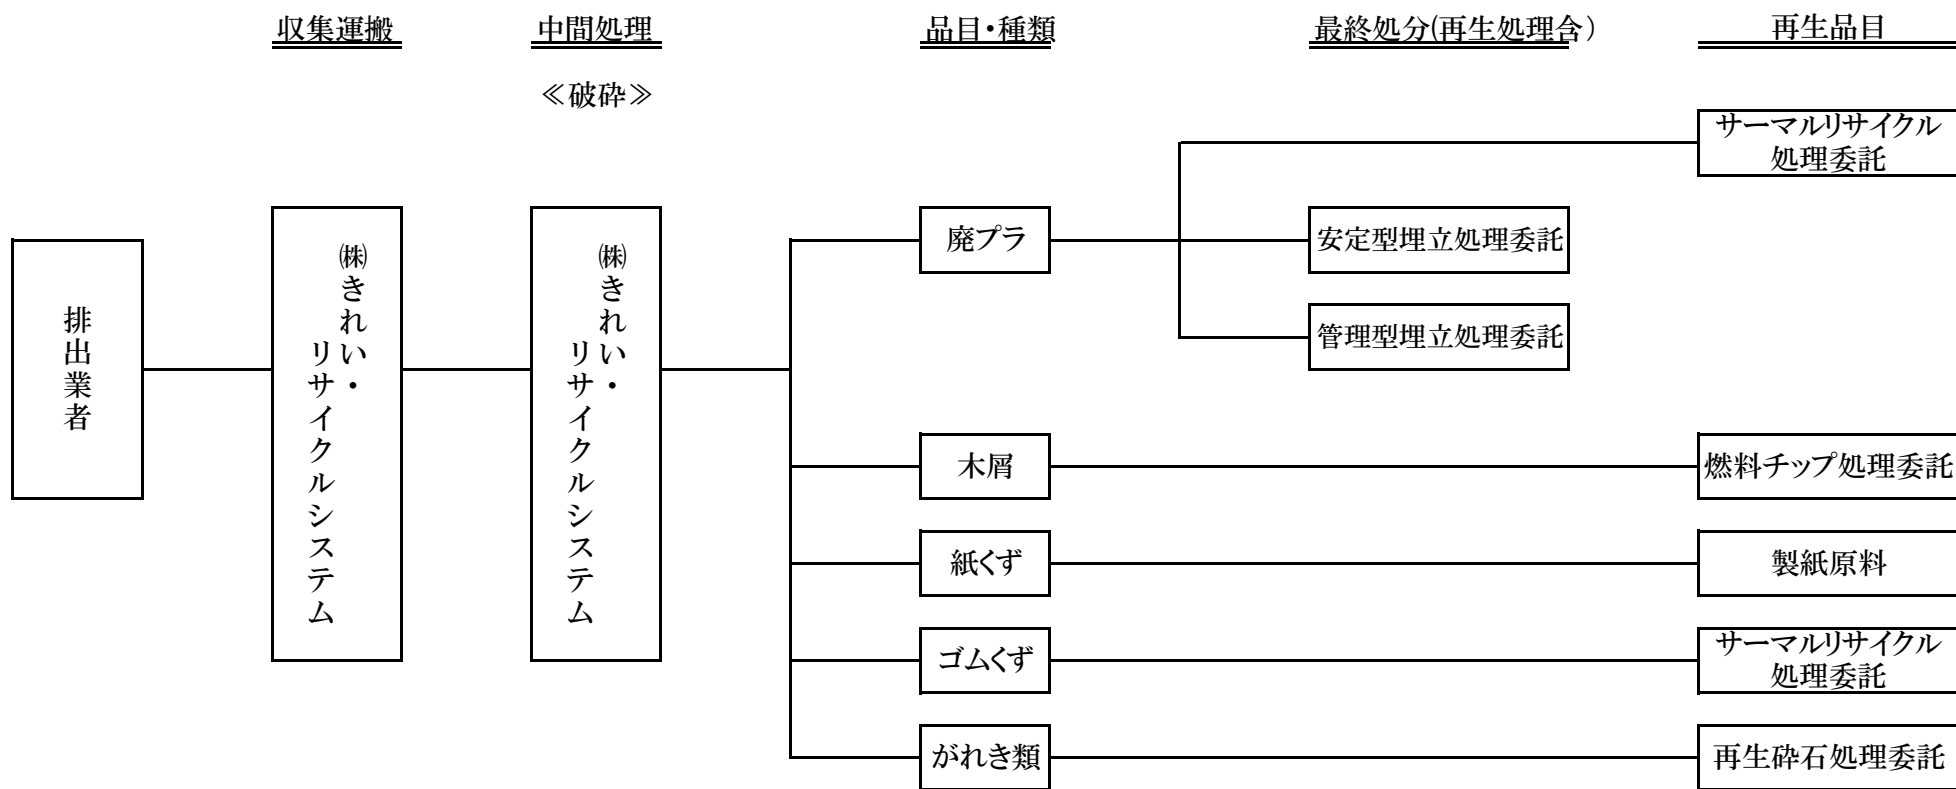 収集運搬
中間処理
品目・種類
最終処分(再生処理含)
再生品目
≪破砕≫
排出業者
㈱きれい・
リサイクルシステム
㈱きれい・
リサイクルシステム
廃プラ
サーマルリサイクル
処理委託
安定型埋立処理委託
管理型埋立処理委託
木屑
燃料チップ処理委託
紙くず
製紙原料
ゴムくず
サーマルリサイクル
処理委託
がれき類
再生砕石処理委託